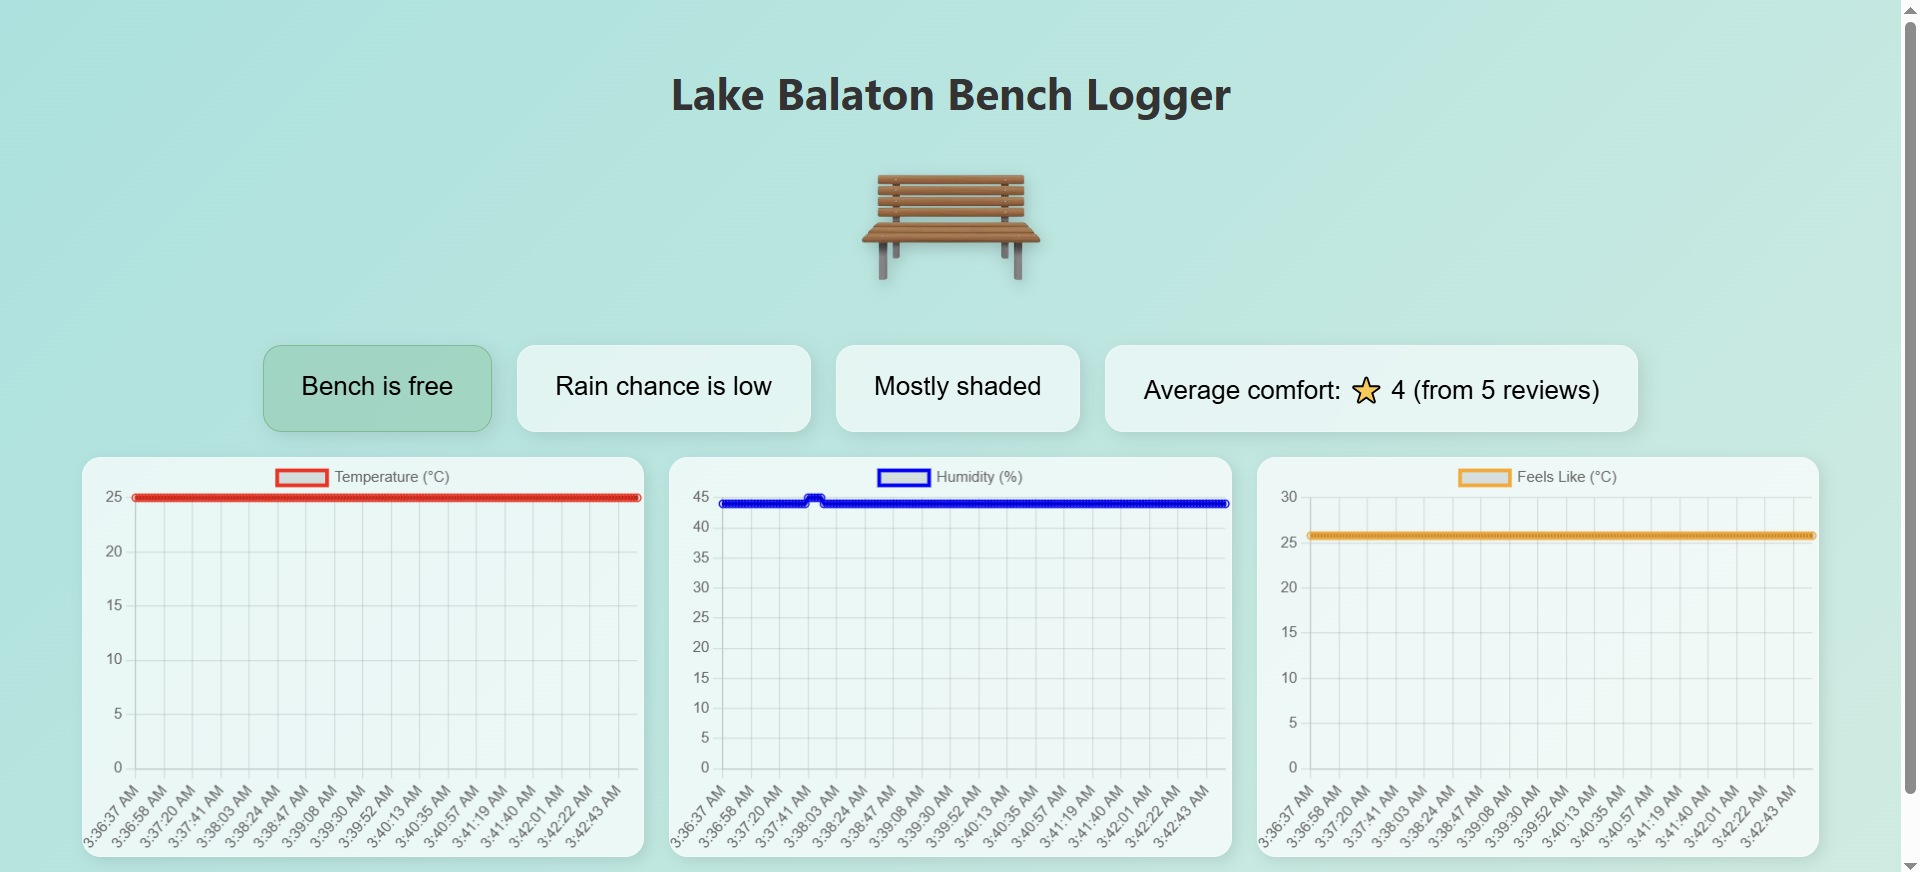 Lake Balaton Bench Logger
Bench is free
Rain chance is low
Mostly shaded
Average comfort: ⭐ 4 (from 5 reviews)
Temperature (°C)
25
20
15
10
5
0
3:36:37 AM
3:36:58 AM
3:37:20 AM
3:37:41 AM
3:38:03 AM
3:38:24 AM
3:38:47 AM
3:39:08 AM
3:39:30 AM
3:39:52 AM
3:40:13 AM
3:40:35 AM
3:40:57 AM
3:41:19 AM
3:41:40 AM
3:42:01 AM
3:42:22 AM
3:42:43 AM
Humidity (%)
45
40
35
30
25
20
15
10
5
0
3:36:37 AM
3:36:58 AM
3:37:20 AM
3:37:41 AM
3:38:03 AM
3:38:24 AM
3:38:47 AM
3:39:08 AM
3:39:30 AM
3:39:52 AM
3:40:13 AM
3:40:35 AM
3:40:57 AM
3:41:19 AM
3:41:40 AM
3:42:01 AM
3:42:22 AM
3:42:43 AM
Feels Like (°C)
30
25
20
15
10
5
0
3:36:37 AM
3:36:58 AM
3:37:20 AM
3:37:41 AM
3:38:03 AM
3:38:24 AM
3:38:47 AM
3:39:08 AM
3:39:30 AM
3:39:52 AM
3:40:13 AM
3:40:35 AM
3:40:57 AM
3:41:19 AM
3:41:40 AM
3:42:01 AM
3:42:22 AM
3:42:43 AM